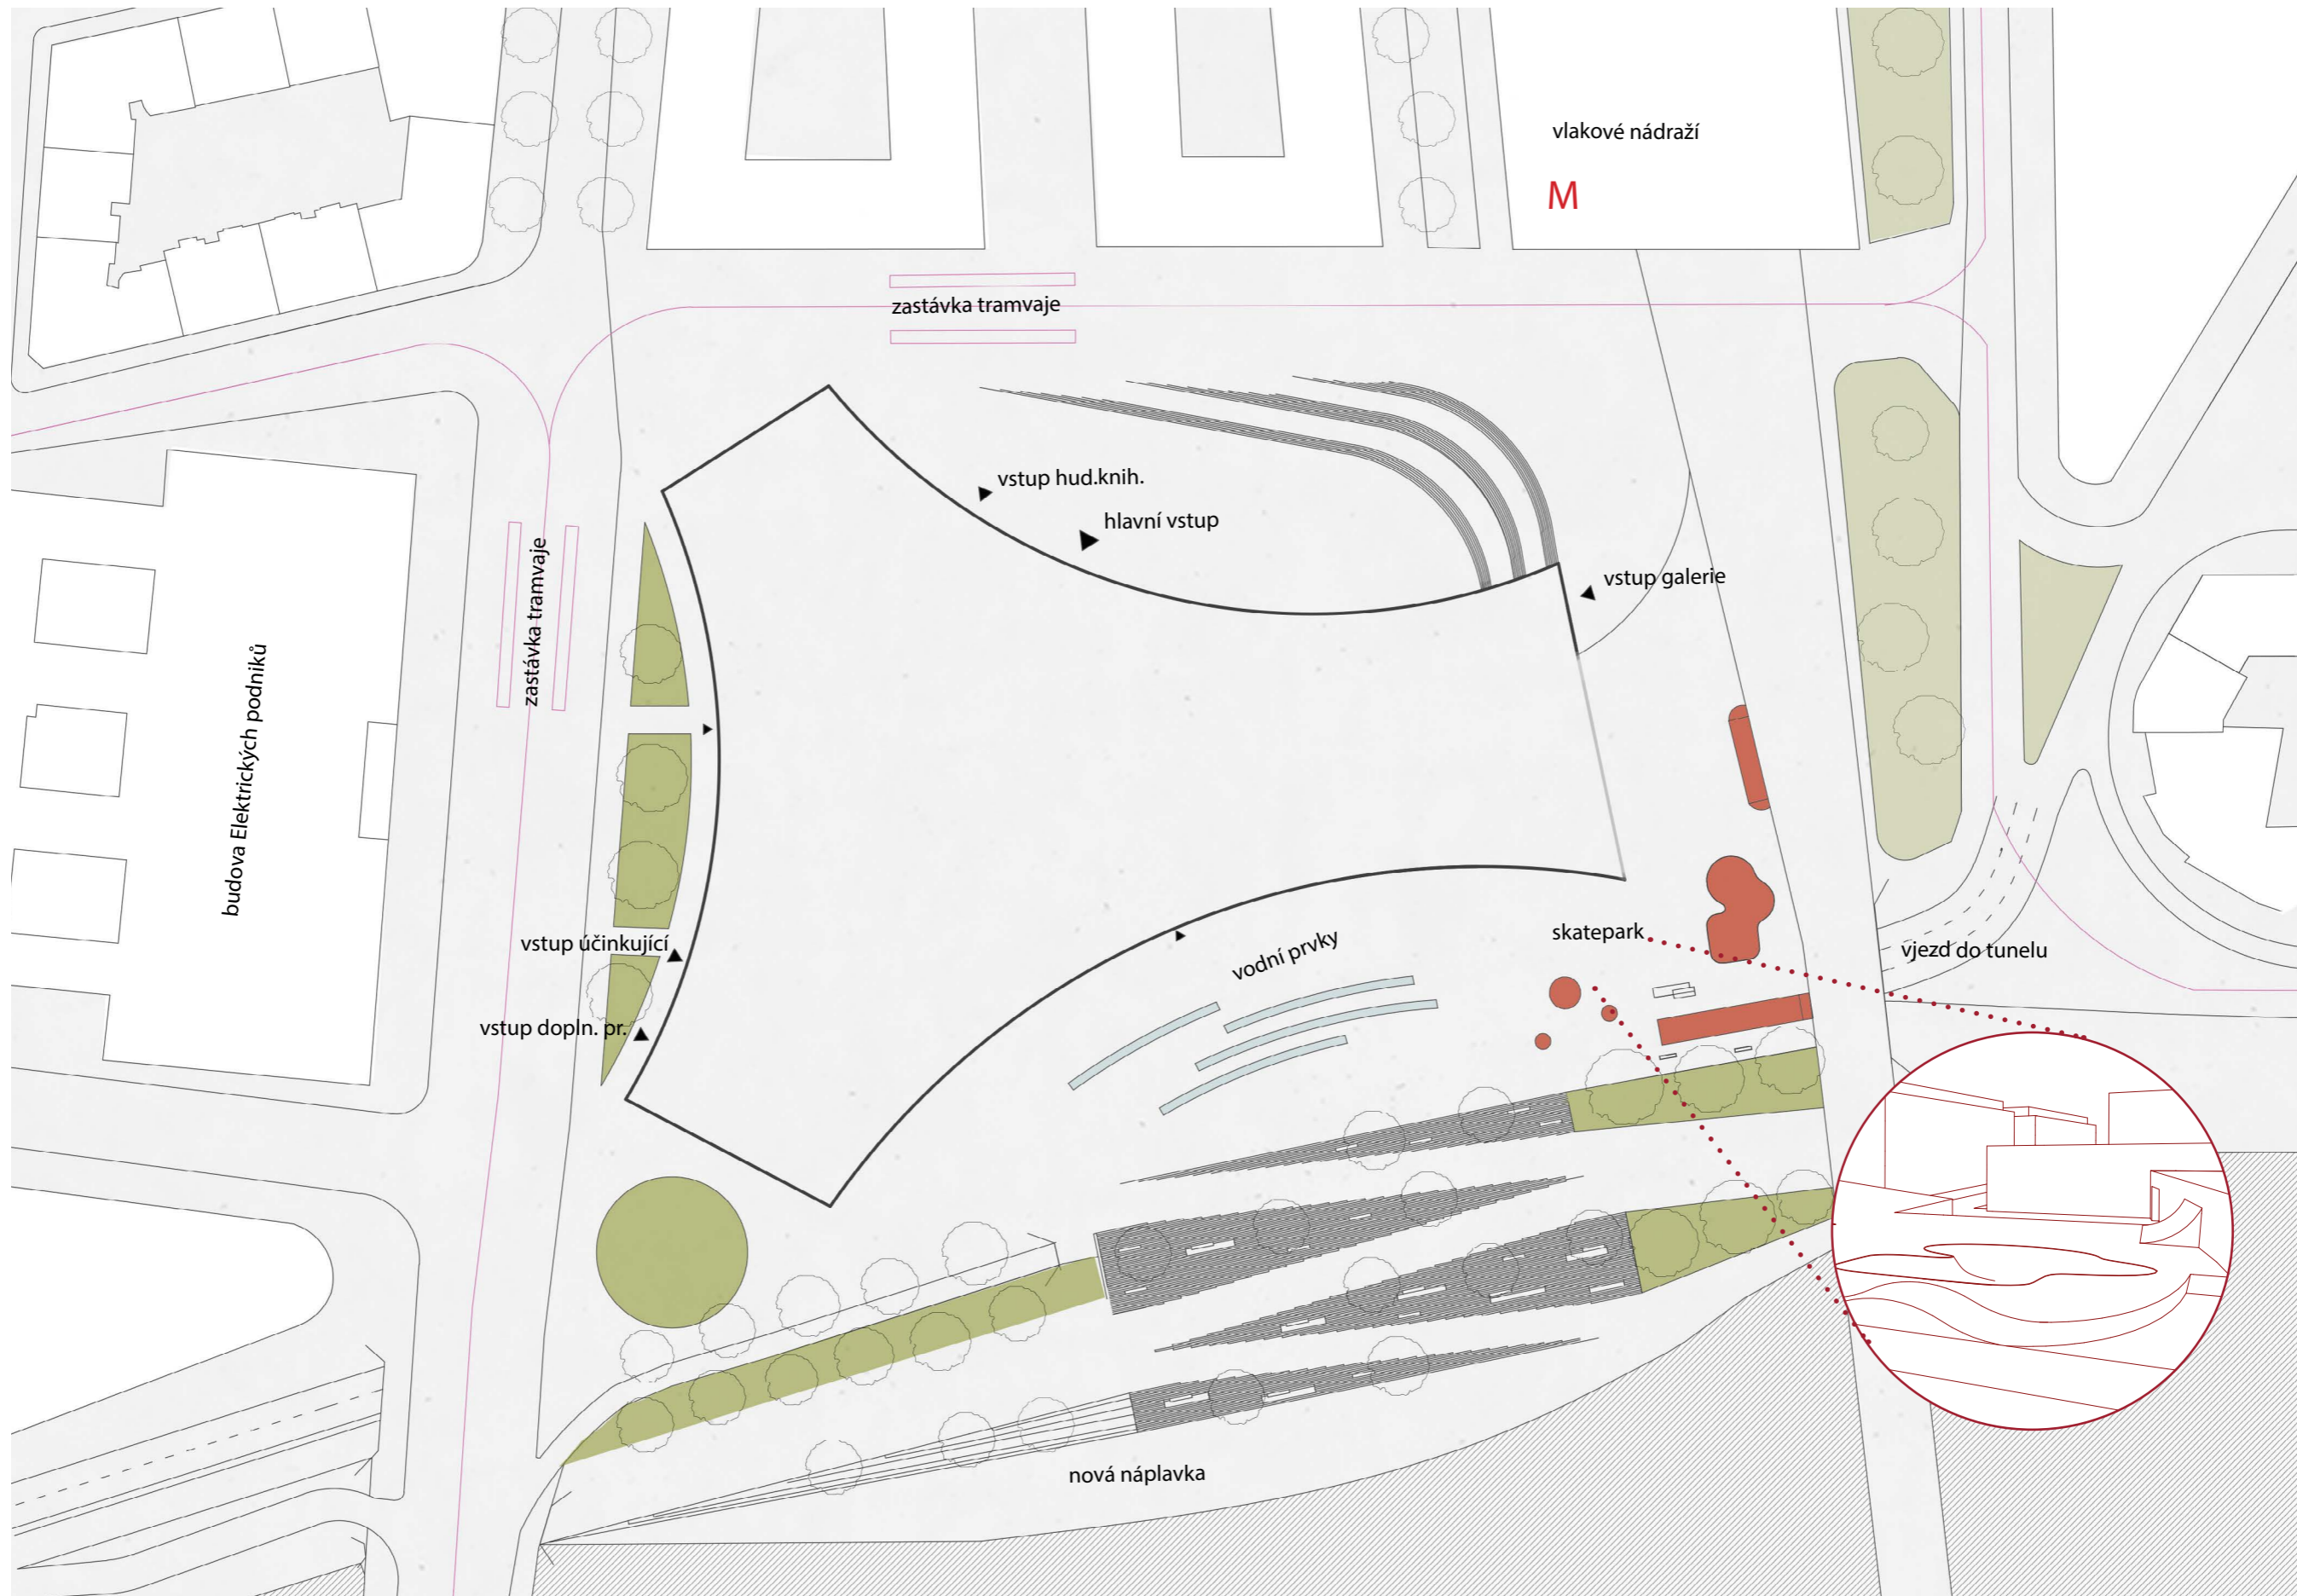 vlakové nádraží
M
zastávka tramvaje
vstup hud.knih.
hlavní vstup
vstup galerie
zastávka tramvaje
budova Elektrických podniků
vstup účinkující
vodní prvky
skatepark
vjezd do tunelu
vstup dopln. pr.
nová náplavka